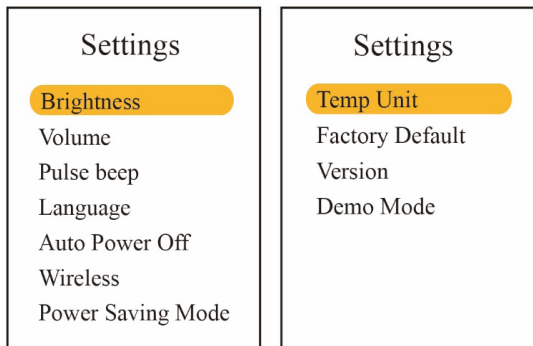 Settings
Brightness
Volume
Pulse beep
Language
Auto Power Off
Wireless
Power Saving Mode
Settings
Temp Unit
Factory Default
Version
Demo Mode